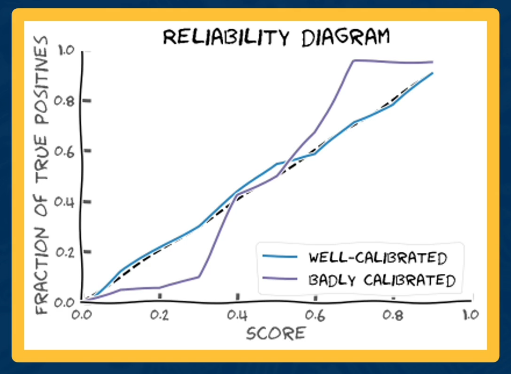 RELIABILITY DIAGRAM
FRACTION OF TRUE POSITIVES
1.0
0.8
0.6
0.4
0.2
0.0
WELL-CALIBRATED
BADLY CALIBRATED
0.0 0.2 0.4 0.6 0.8 1.0
SCORE